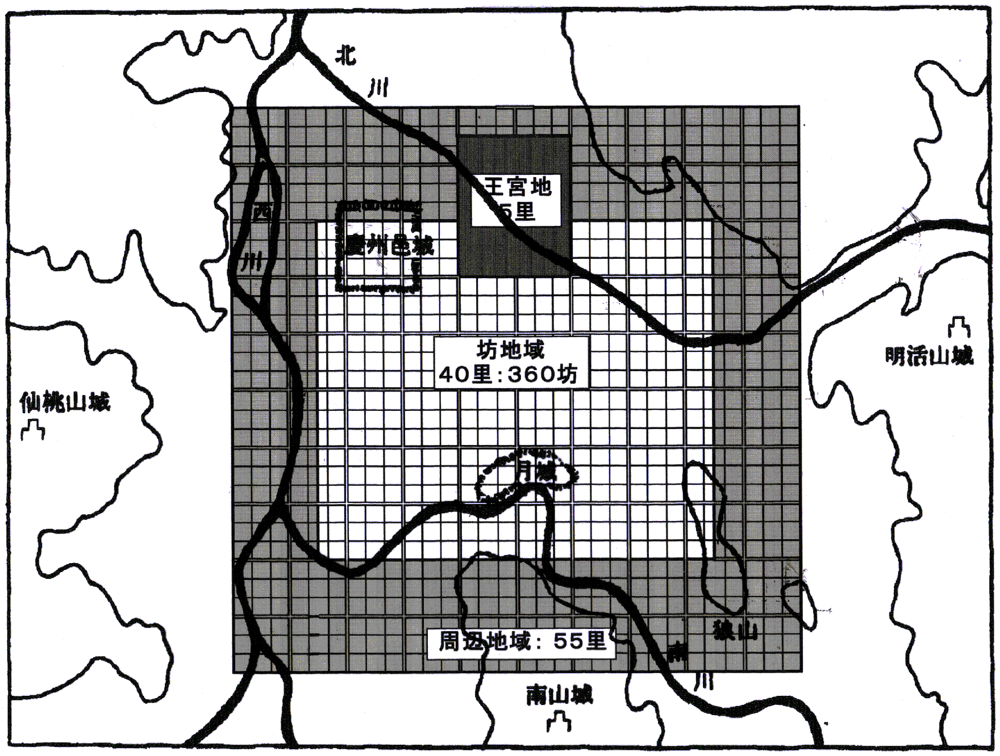 北川
王宮地
5里
西川
慶州邑城
坊地域
40里:360坊
明活山城
仙桃山城
月城
狼山
周辺地域: 55里
南川
南山城